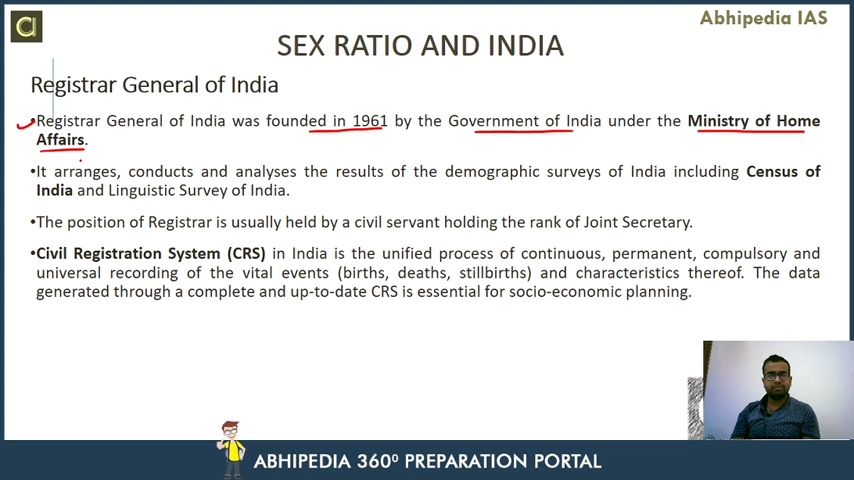 Abhipedia IAS
SEX RATIO AND INDIA
Registrar General of India
•Registrar General of India was founded in 1961 by the Government of India under the Ministry of Home
Affairs.
•It arranges, conducts and analyses the results of the demographic surveys of India including Census of
India and Linguistic Survey of India.
•The position of Registrar is usually held by a civil servant holding the rank of Joint Secretary.
•Civil Registration System (CRS) in India is the unified process of continuous, permanent, compulsory and
universal recording of the vital events (births, deaths, stillbirths) and characteristics thereof. The data
generated through a complete and up-to-date CRS is essential for socio-economic planning.
ABHIPEDIA 360⁰ PREPARATION PORTAL